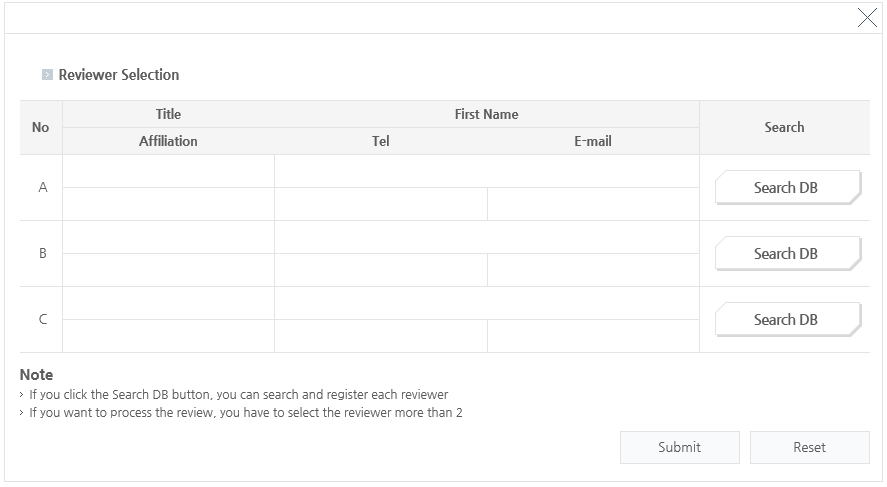 Reviewer Selection
No
Title
First Name
Search
Affiliation
Tel
E-mail
A
Search DB
B
Search DB
C
Search DB
Note
If you click the Search DB button, you can search and register each reviewer
If you want to process the review, you have to select the reviewer more than 2
Submit
Reset